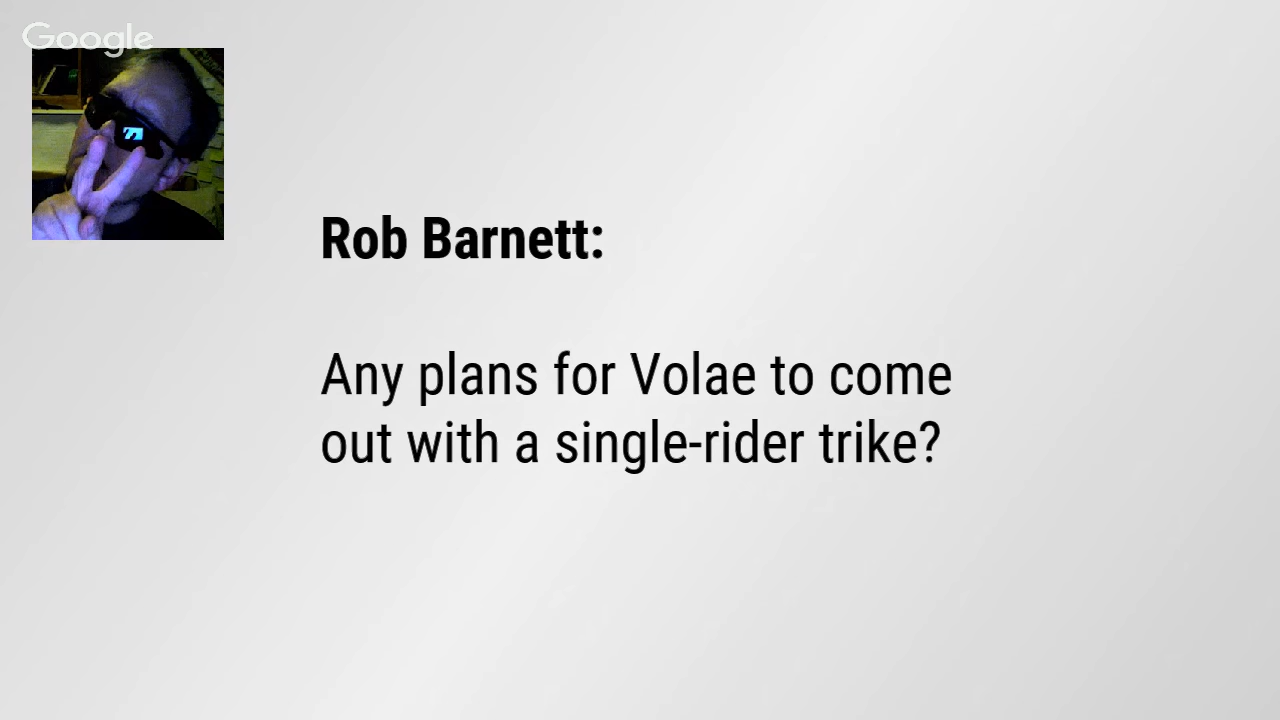 Google
Rob Barnett:
Any plans for Volae to come
out with a single-rider trike?